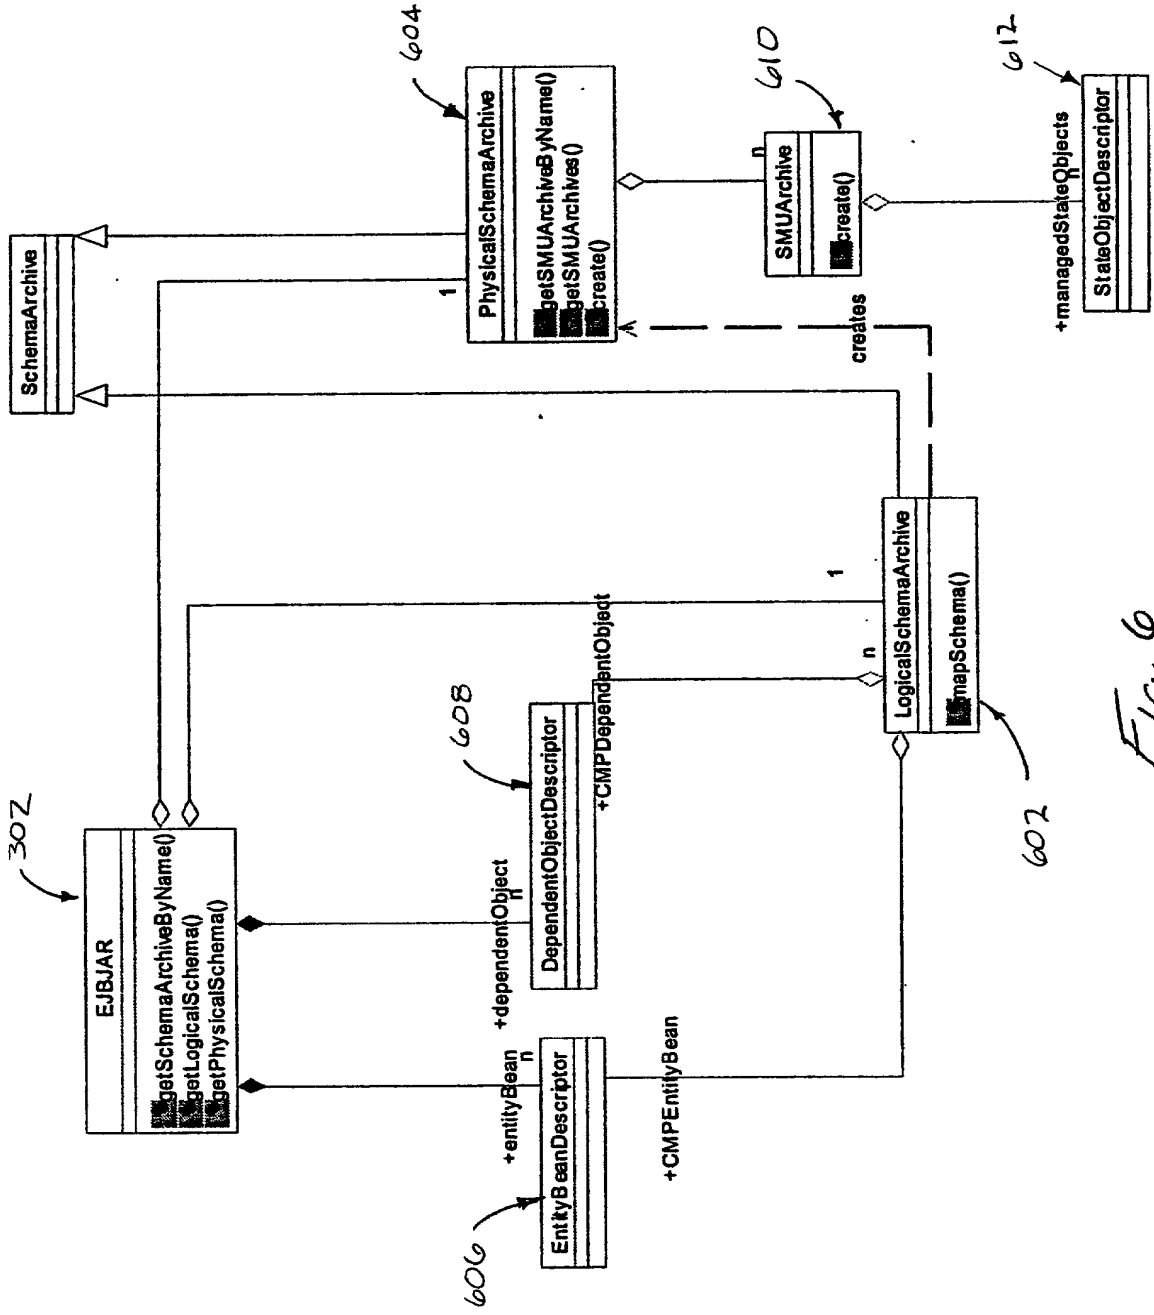 SchemaArchive
302
EJBJAR
getSchemaArchiveByName()
getLogicalSchema()
getPhysicalSchema()
604
PhysicalSchemaArchive
getSMUArchiveByName()
getSMUArchives()
create()
1
+entityBean
n
+dependentObject
n
606
EntityBeanDescriptor
608
DependentObjectDescriptor
+CMPEntityBean
+CMPDependentObject
n
1
creates
n
610
SMUArchive
create()
LogicalSchemaArchive
mapSchema()
602
+managedStateObjects
n
612
StateObjectDescriptor
Fig. 6